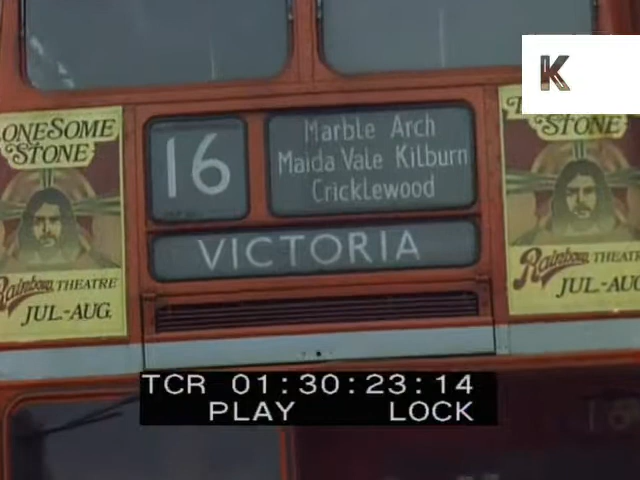 K
ONESOME
STONE
RAINBOW THEATRE
JUL.-AUG.
16
Marble Arch
Maida Vale Kilburn
Cricklewood
VICTORIA
STONE
Rainbow THEATRE
JUL.-AUG
TCR 01:30:23:14
PLAY LOCK